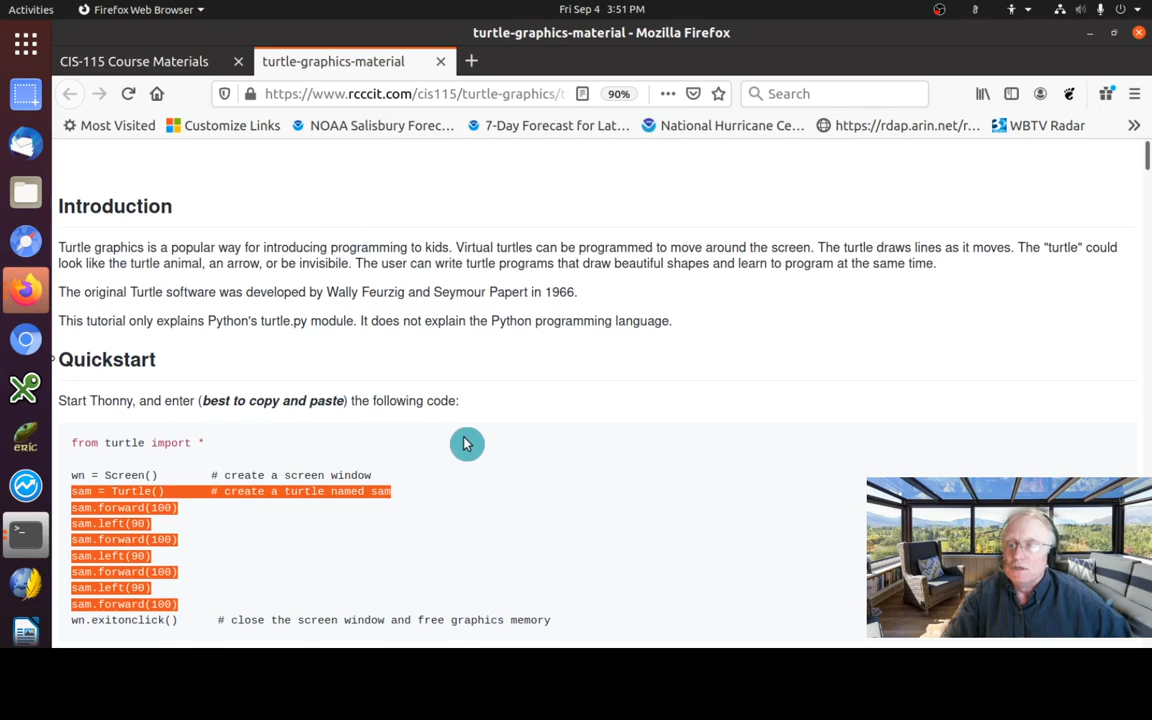 Activities
Firefox Web Browser
Fri Sep 4 3:51 PM
turtle-graphics-material - Mozilla Firefox
CIS-115 Course Materials
turtle-graphics-material
https://www.rcccit.com/cis115/turtle-graphics/t
90%
Search
Most Visited
Customize Links
NOAA Salisbury Forec...
7-Day Forecast for Lat...
National Hurricane Ce...
https://rdap.arin.net/r...
WBTV Radar
Introduction
Turtle graphics is a popular way for introducing programming to kids. Virtual turtles can be programmed to move around the screen. The turtle draws lines as it moves. The "turtle" could
look like the turtle animal, an arrow, or be invisibile. The user can write turtle programs that draw beautiful shapes and learn to program at the same time.
The original Turtle software was developed by Wally Feurzig and Seymour Papert in 1966.
This tutorial only explains Python's turtle.py module. It does not explain the Python programming language.
Quickstart
Start Thonny, and enter (best to copy and paste) the following code:
from turtle import *
wn = Screen() # create a screen window
sam = Turtle() # create a turtle named sam
sam.forward(100)
sam.left(90)
sam.forward(100)
sam.left(90)
sam.forward(100)
sam.left(90)
sam.forward(100)
wn.exitonclick() # close the screen window and free graphics memory
eric